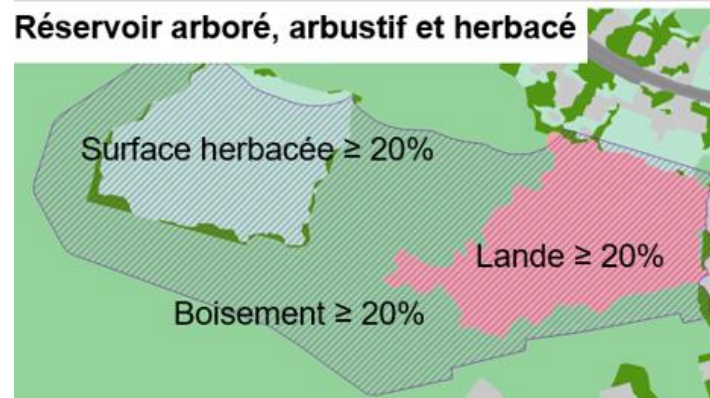 Réservoir arboré, arbustif et herbacé
Surface herbacée ≥ 20%
Lande ≥ 20%
Boisement ≥ 20%